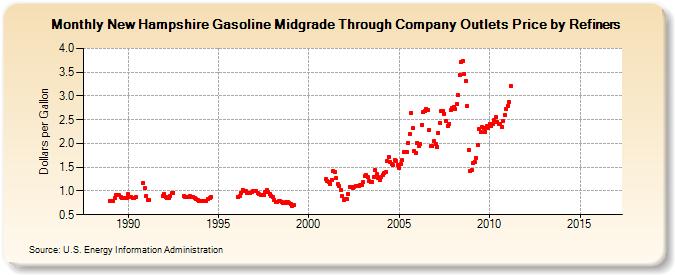 Monthly New Hampshire Gasoline Midgrade Through Company Outlets Price by Refiners
Dollars per Gallon
4.0
3.5
3.0
2.5
2.0
1.5
1.0
0.5
1990 1995 2000 2005 2010 2015
Source: U.S. Energy Information Administration